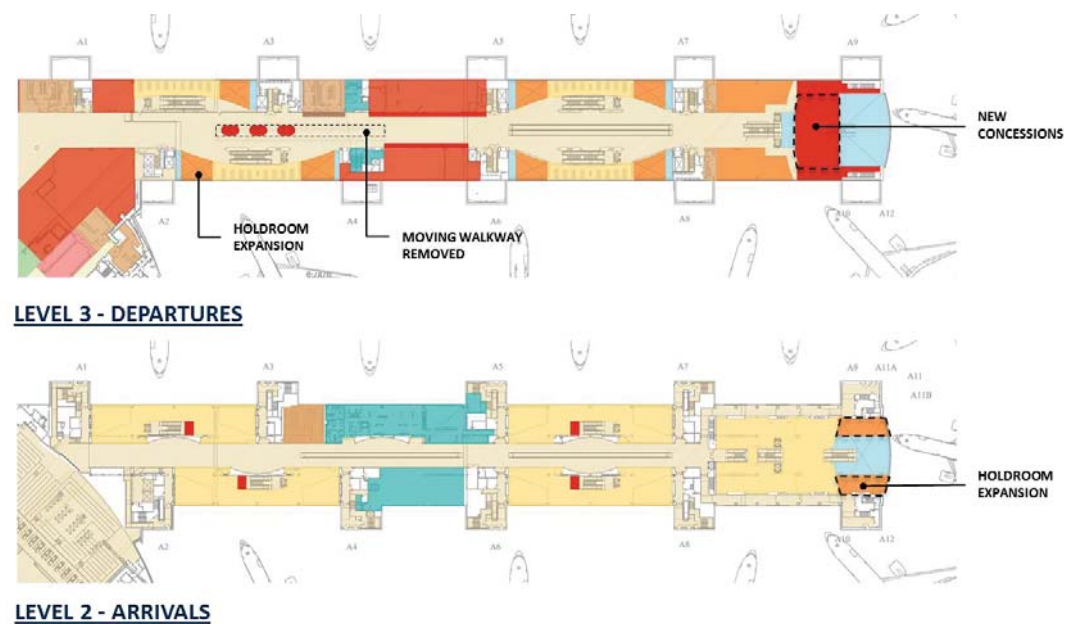 A1
A3
A5
A7
A9
NEW
CONCESSIONS
A2
HOLDROOM
EXPANSION
A4
MOVING WALKWAY
REMOVED
A6
A8
A10
A12
LEVEL 3 - DEPARTURES
A1
A3
A5
A7
A9
A11A
A11
A11B
HOLDROOM
EXPANSION
A2
A4
A6
A8
A10
A12
LEVEL 2 - ARRIVALS